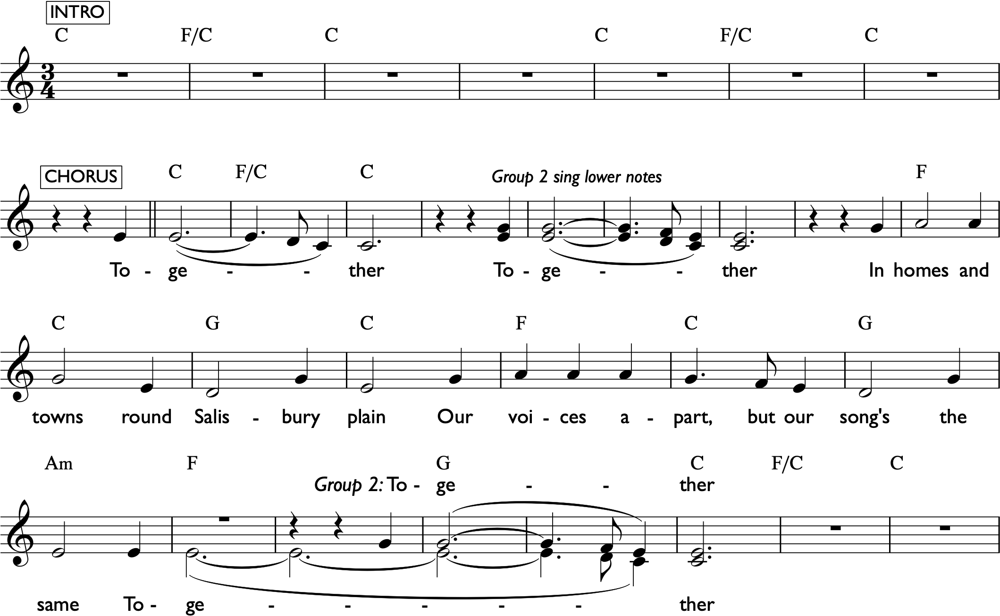 INTRO
C F/C C C F/C C
3
4
CHORUS C F/C C Group 2 sing lower notes F
To - ge - - ther To - ge - - ther In homes and
C G C F C G
towns round Salis - bury plain Our voi - ces a - part, but our song's the
Am F G C F/C C
Group 2: To - ge - - ther
same To - ge - - - - - ther